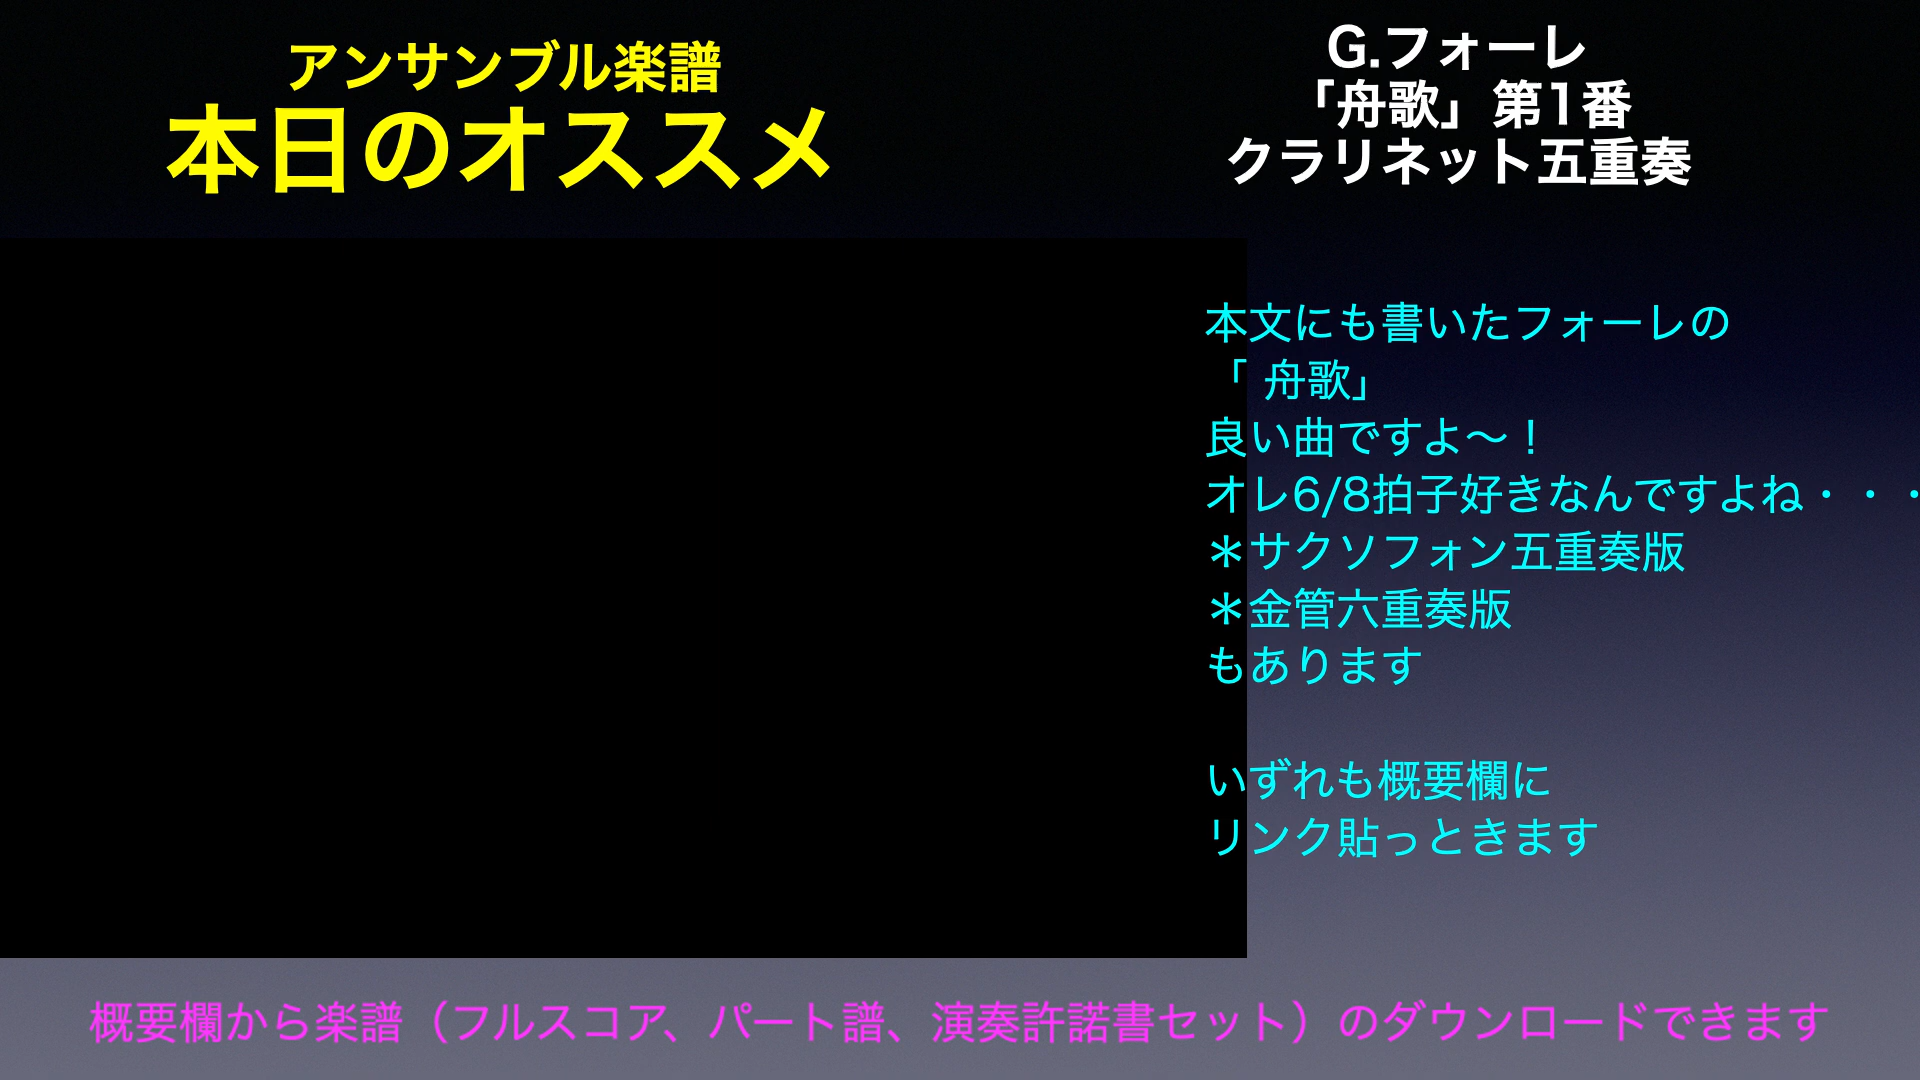 アンサンブル楽譜
本日のオススメ
G.フォーレ
「舟歌」第1番
クラリネット五重奏
本文にも書いたフォーレの
「 舟歌」
良い曲ですよ〜！
オレ6/8拍子好きなんですよね・・・
＊サクソフォン五重奏版
＊金管六重奏版
もあります
いずれも概要欄に
リンク貼っときます
概要欄から楽譜（フルスコア、パート譜、演奏許諾書セット）のダウンロードできます